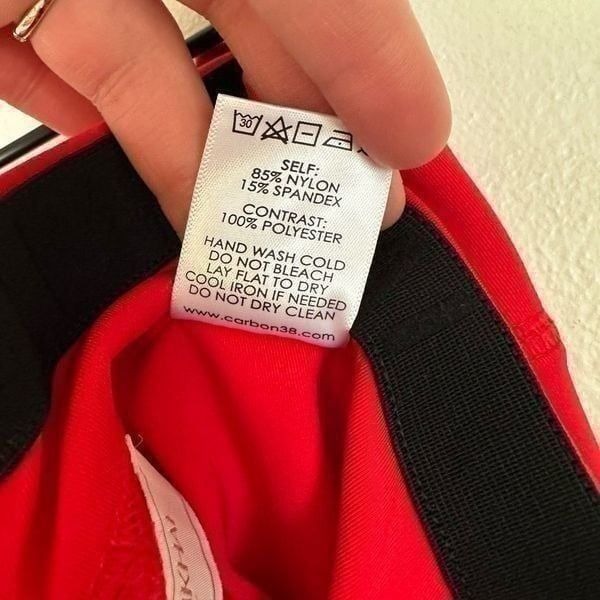 30
SELF:
85% NYLON
15% SPANDEX
CONTRAST:
100% POLYESTER
HAND WASH COLD
DO NOT BLEACH
LAY FLAT TO DRY
COOL IRON IF NEEDED
DO NOT DRY CLEAN
www.carbon38.com